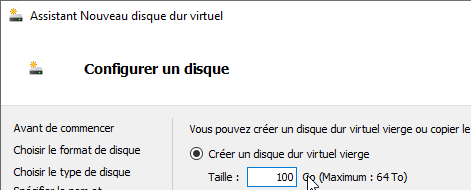 Assistant Nouveau disque dur virtuel
Configurer un disque
Avant de commencer
Choisir le format de disque
Choisir le type de disque
Spécifier le nom et
Vous pouvez créer un disque dur virtuel vierge ou copier le
Créer un disque dur virtuel vierge
Taille : 100 Go (Maximum : 64 To)